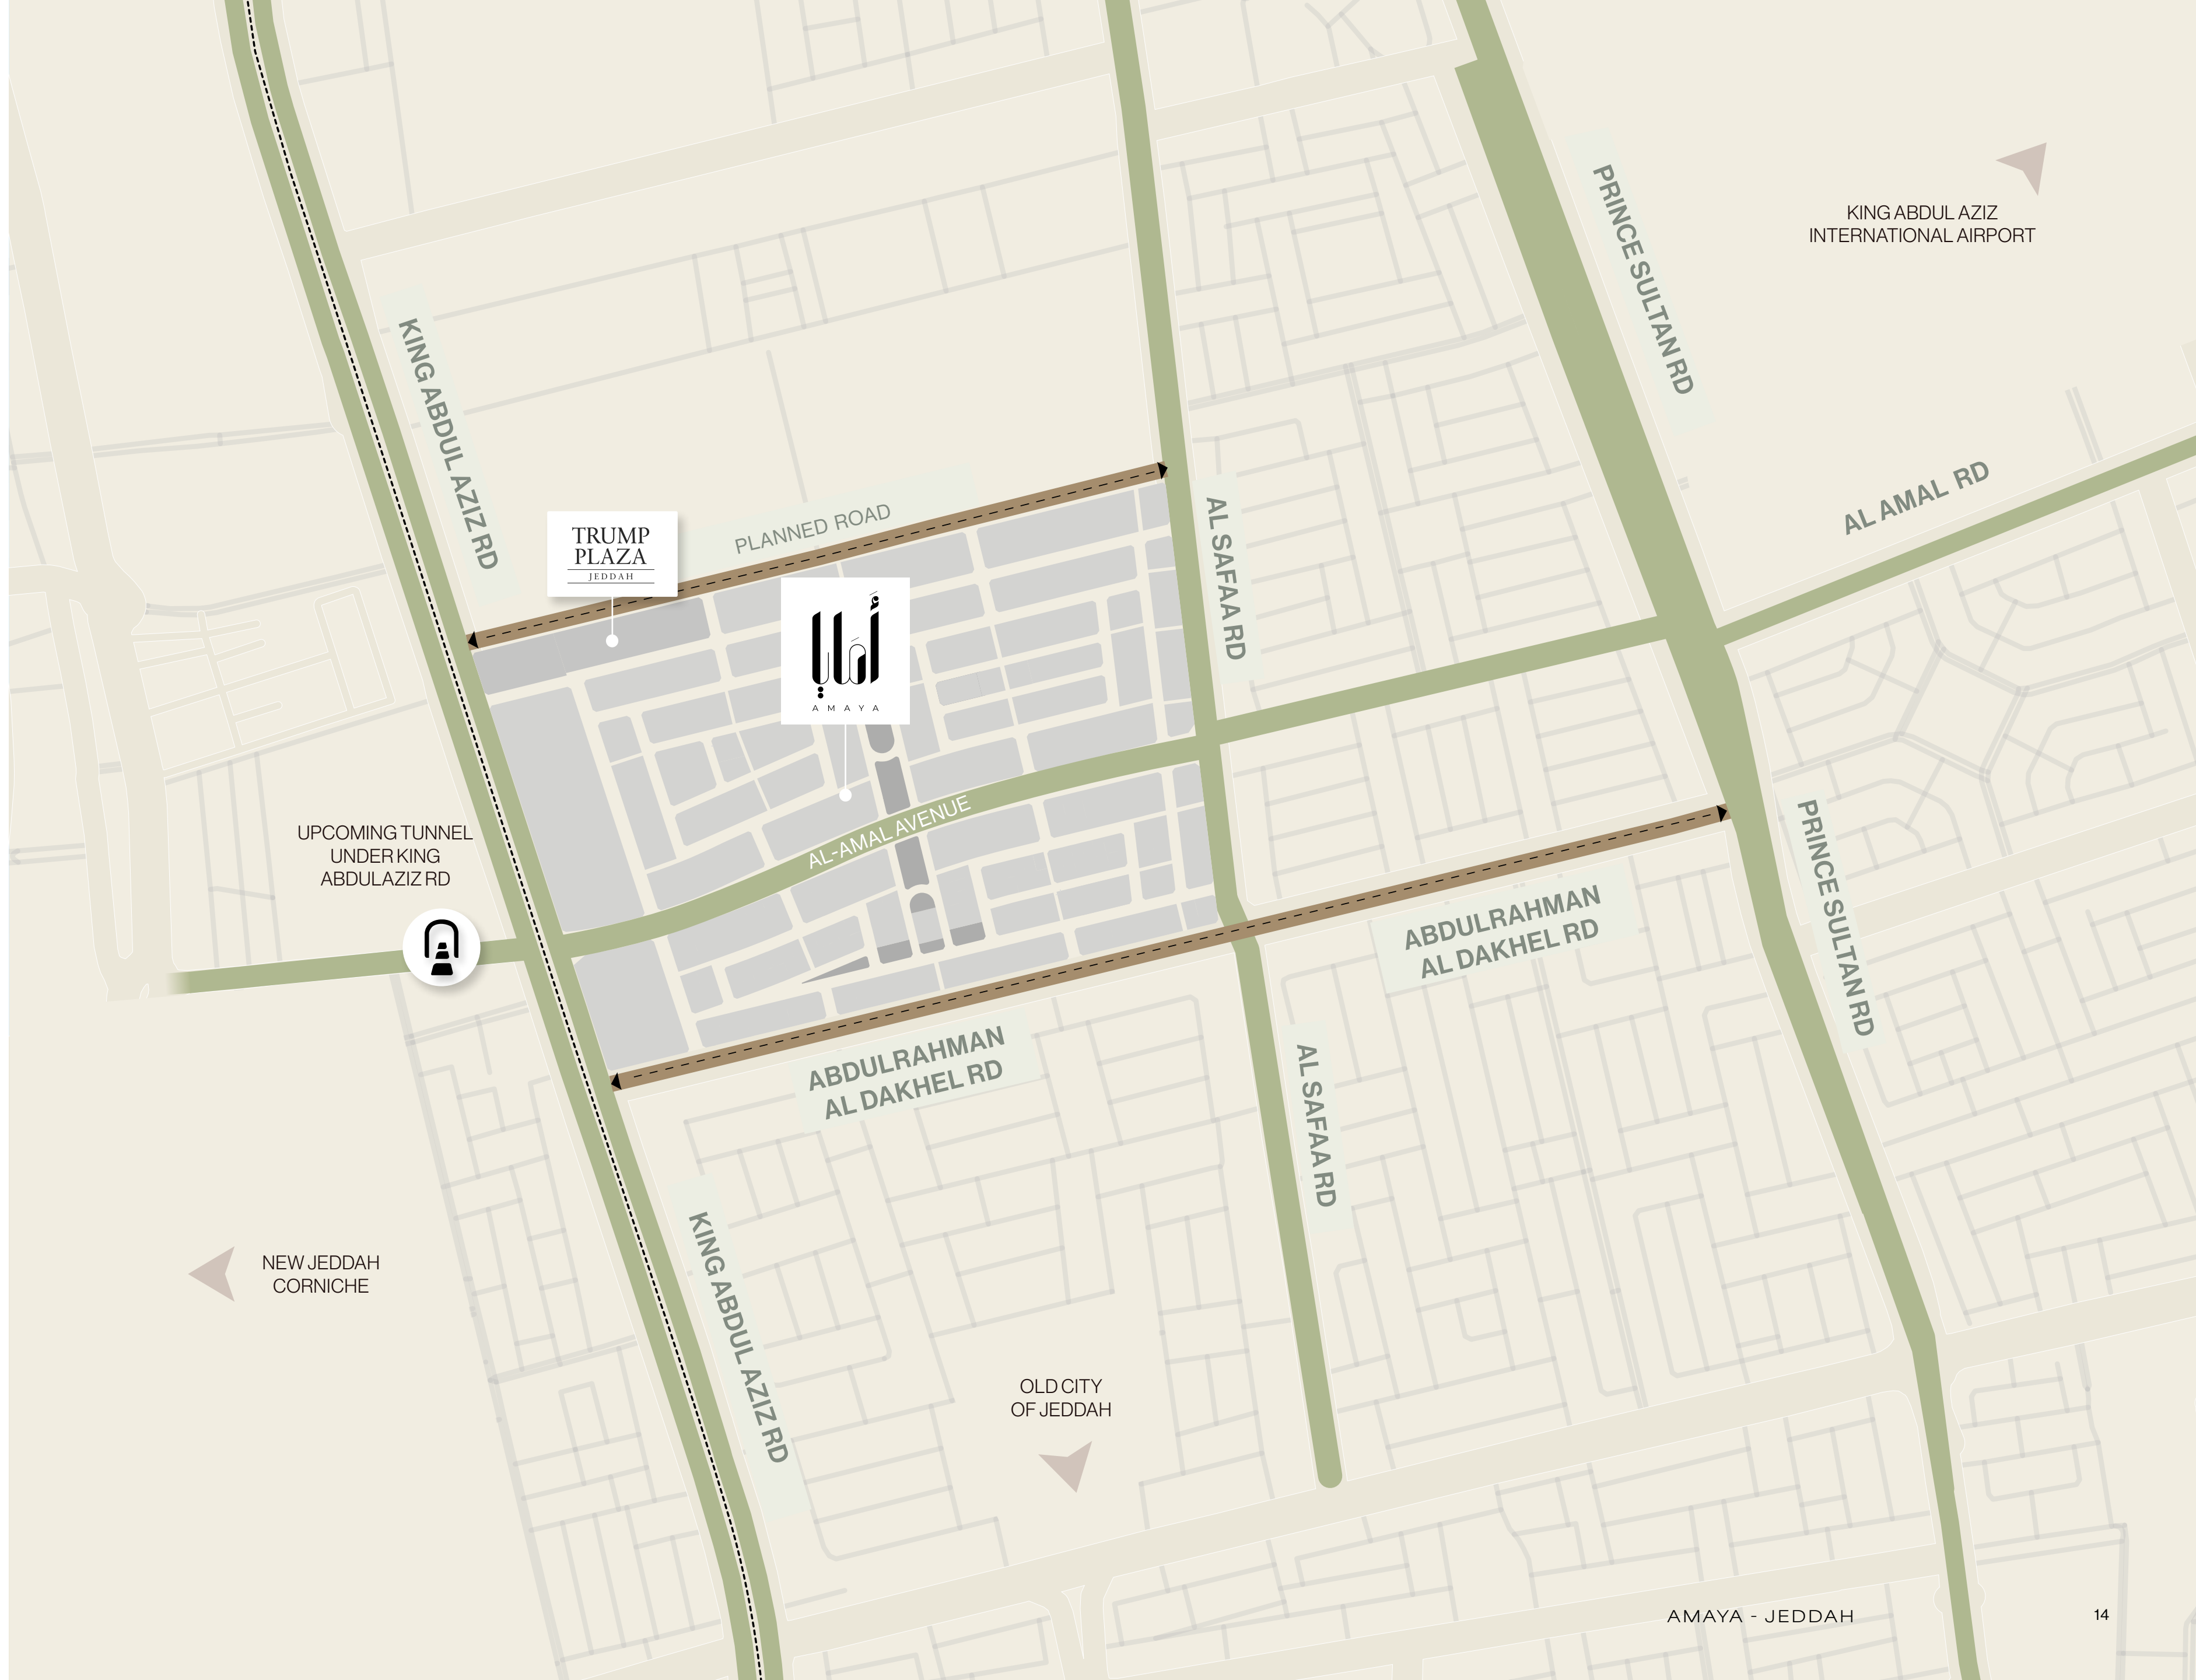 PRINCE SULTAN RD
KING ABDUL AZIZ
INTERNATIONAL AIRPORT
KING ABDUL AZIZ RD
AL AMAL RD
PLANNED ROAD
TRUMP
PLAZA
JEDDAH
AL SAFAA RD
أمايا
AMAYA
AL-AMAL AVENUE
UPCOMING TUNNEL
UNDER KING
ABDULAZIZ RD
PRINCE SULTAN RD
ABDULRAHMAN
AL DAKHEL RD
ABDULRAHMAN
AL DAKHEL RD
AL SAFAA RD
NEW JEDDAH
CORNICHE
KING ABDUL AZIZ RD
OLD CITY
OF JEDDAH
AMAYA - JEDDAH
14